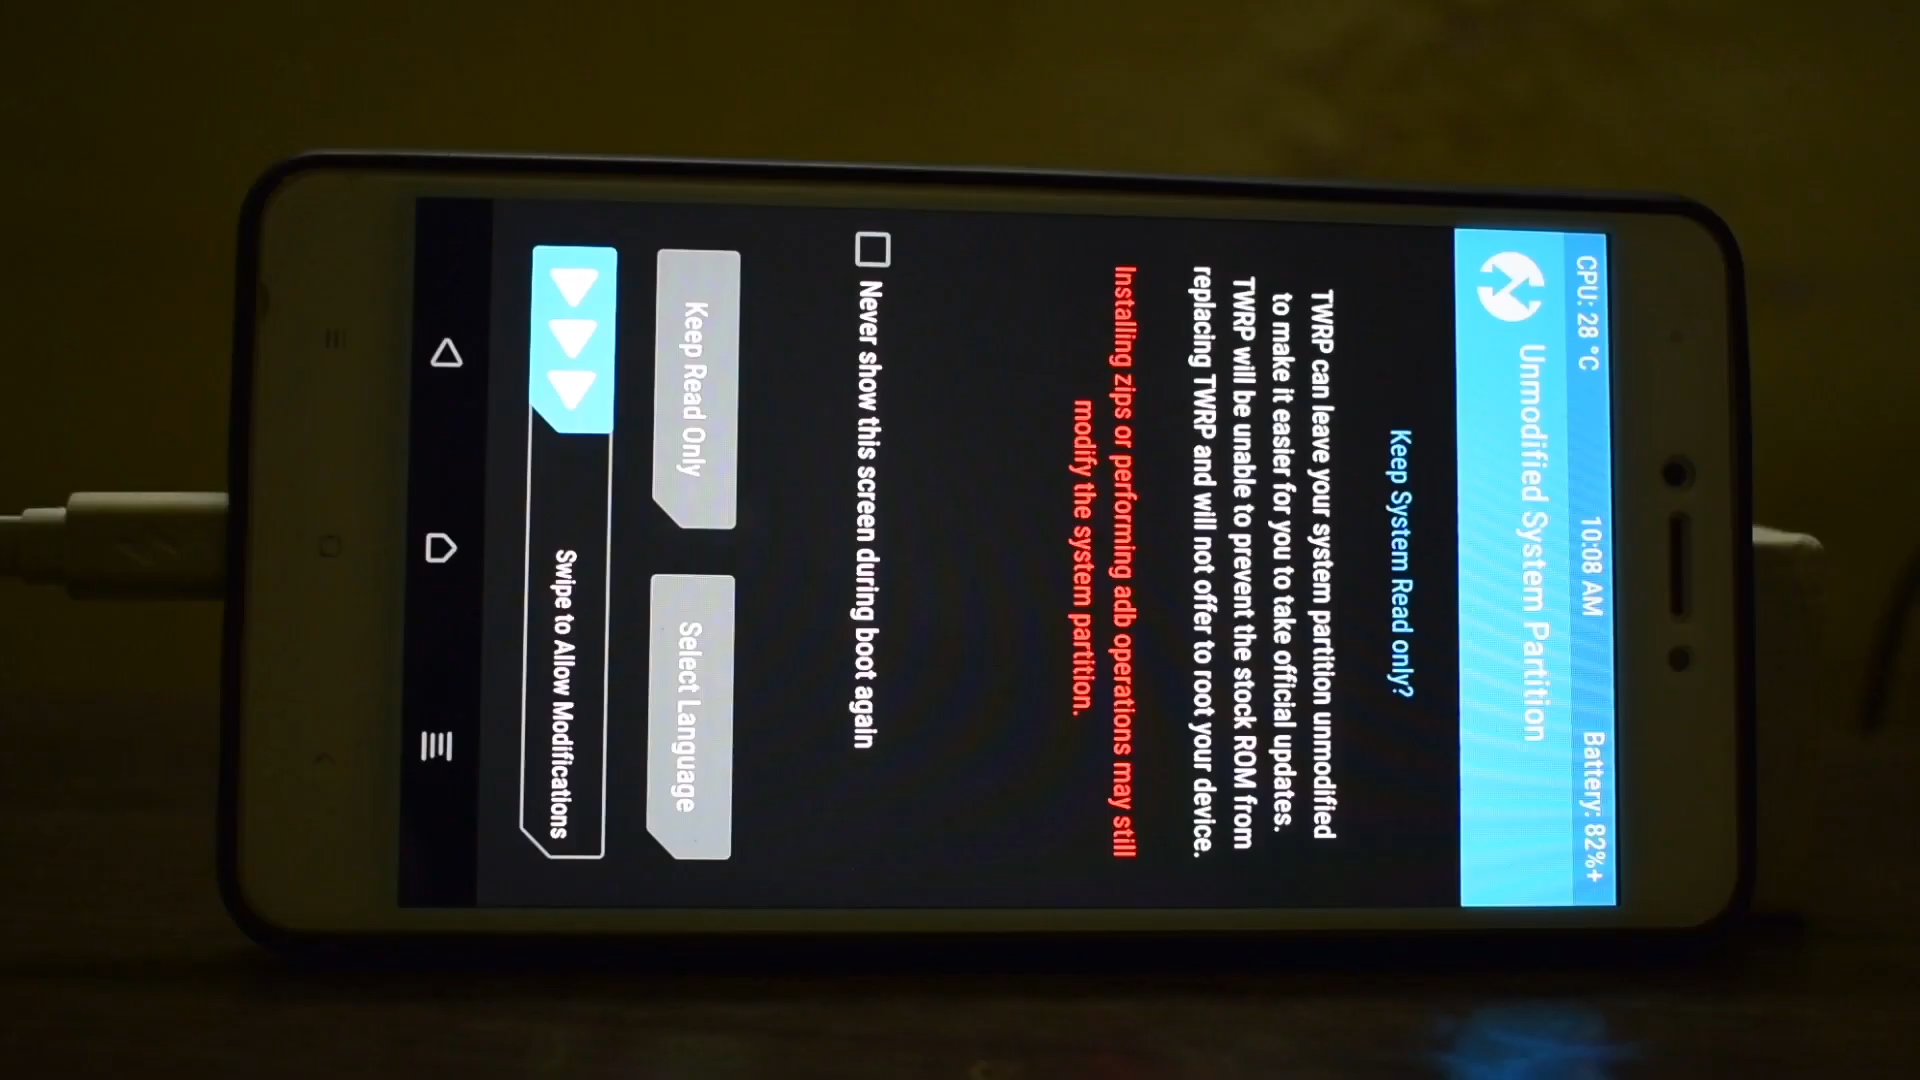 CPU: 28 °C 10:08 AM Battery: 82%+
Unmodified System Partition
Keep System Read only?
TWRP can leave your system partition unmodified
to make it easier for you to take official updates.
TWRP will be unable to prevent the stock ROM from
replacing TWRP and will not offer to root your device.
Installing zips or performing adb operations may still
modify the system partition.
Never show this screen during boot again
Keep Read Only
Select Language
Swipe to Allow Modifications